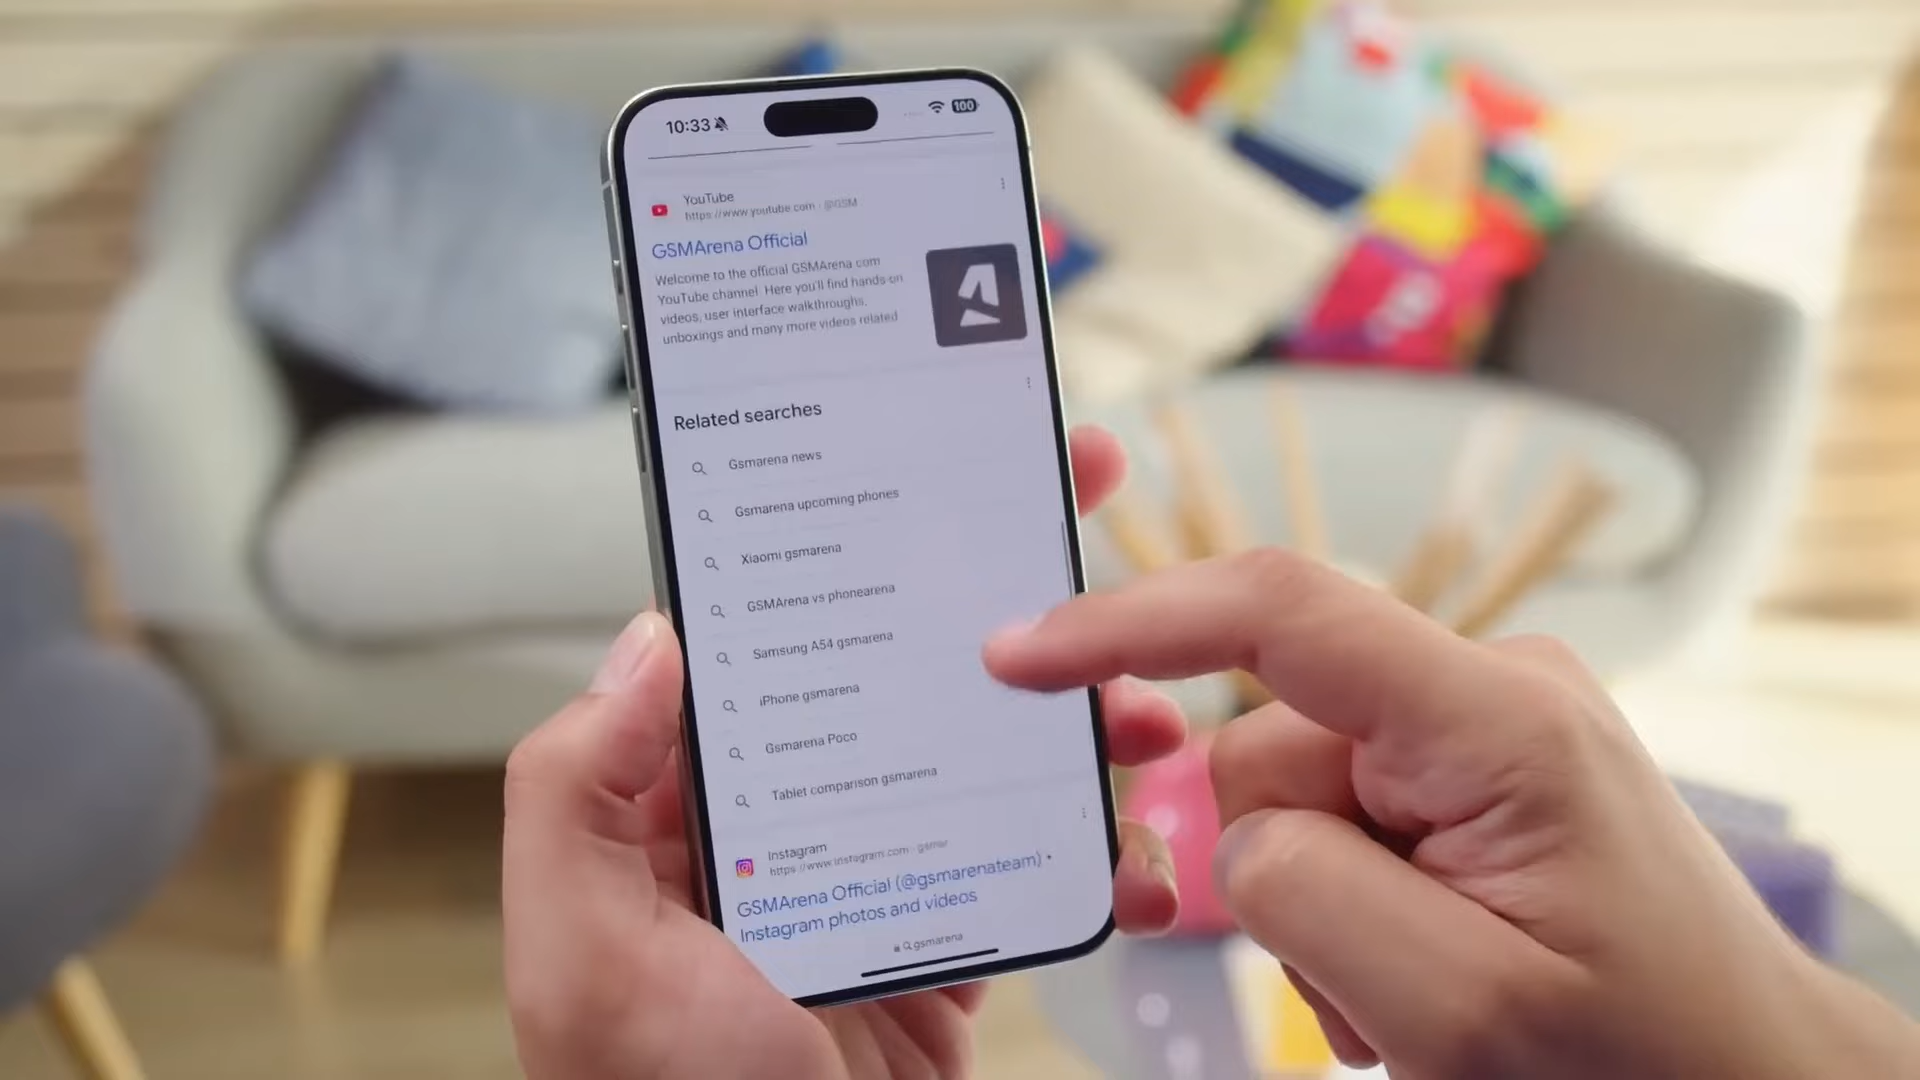 10:33
100
YouTube
https://www.youtube.com › @GSM
GSMArena Official
Welcome to the official GSMArena.com
YouTube channel. Here you'll find hands-on
videos, user interface walkthroughs,
unboxings and many more videos related
Related searches
Gsmarena news
Gsmarena upcoming phones
Xiaomi gsmarena
GSMArena vs phonearena
Samsung A54 gsmarena
iPhone gsmarena
Gsmarena Poco
Tablet comparison gsmarena
Instagram
https://www.instagram.com › gsmar
GSMArena Official (@gsmarenateam) •
Instagram photos and videos
gsmarena